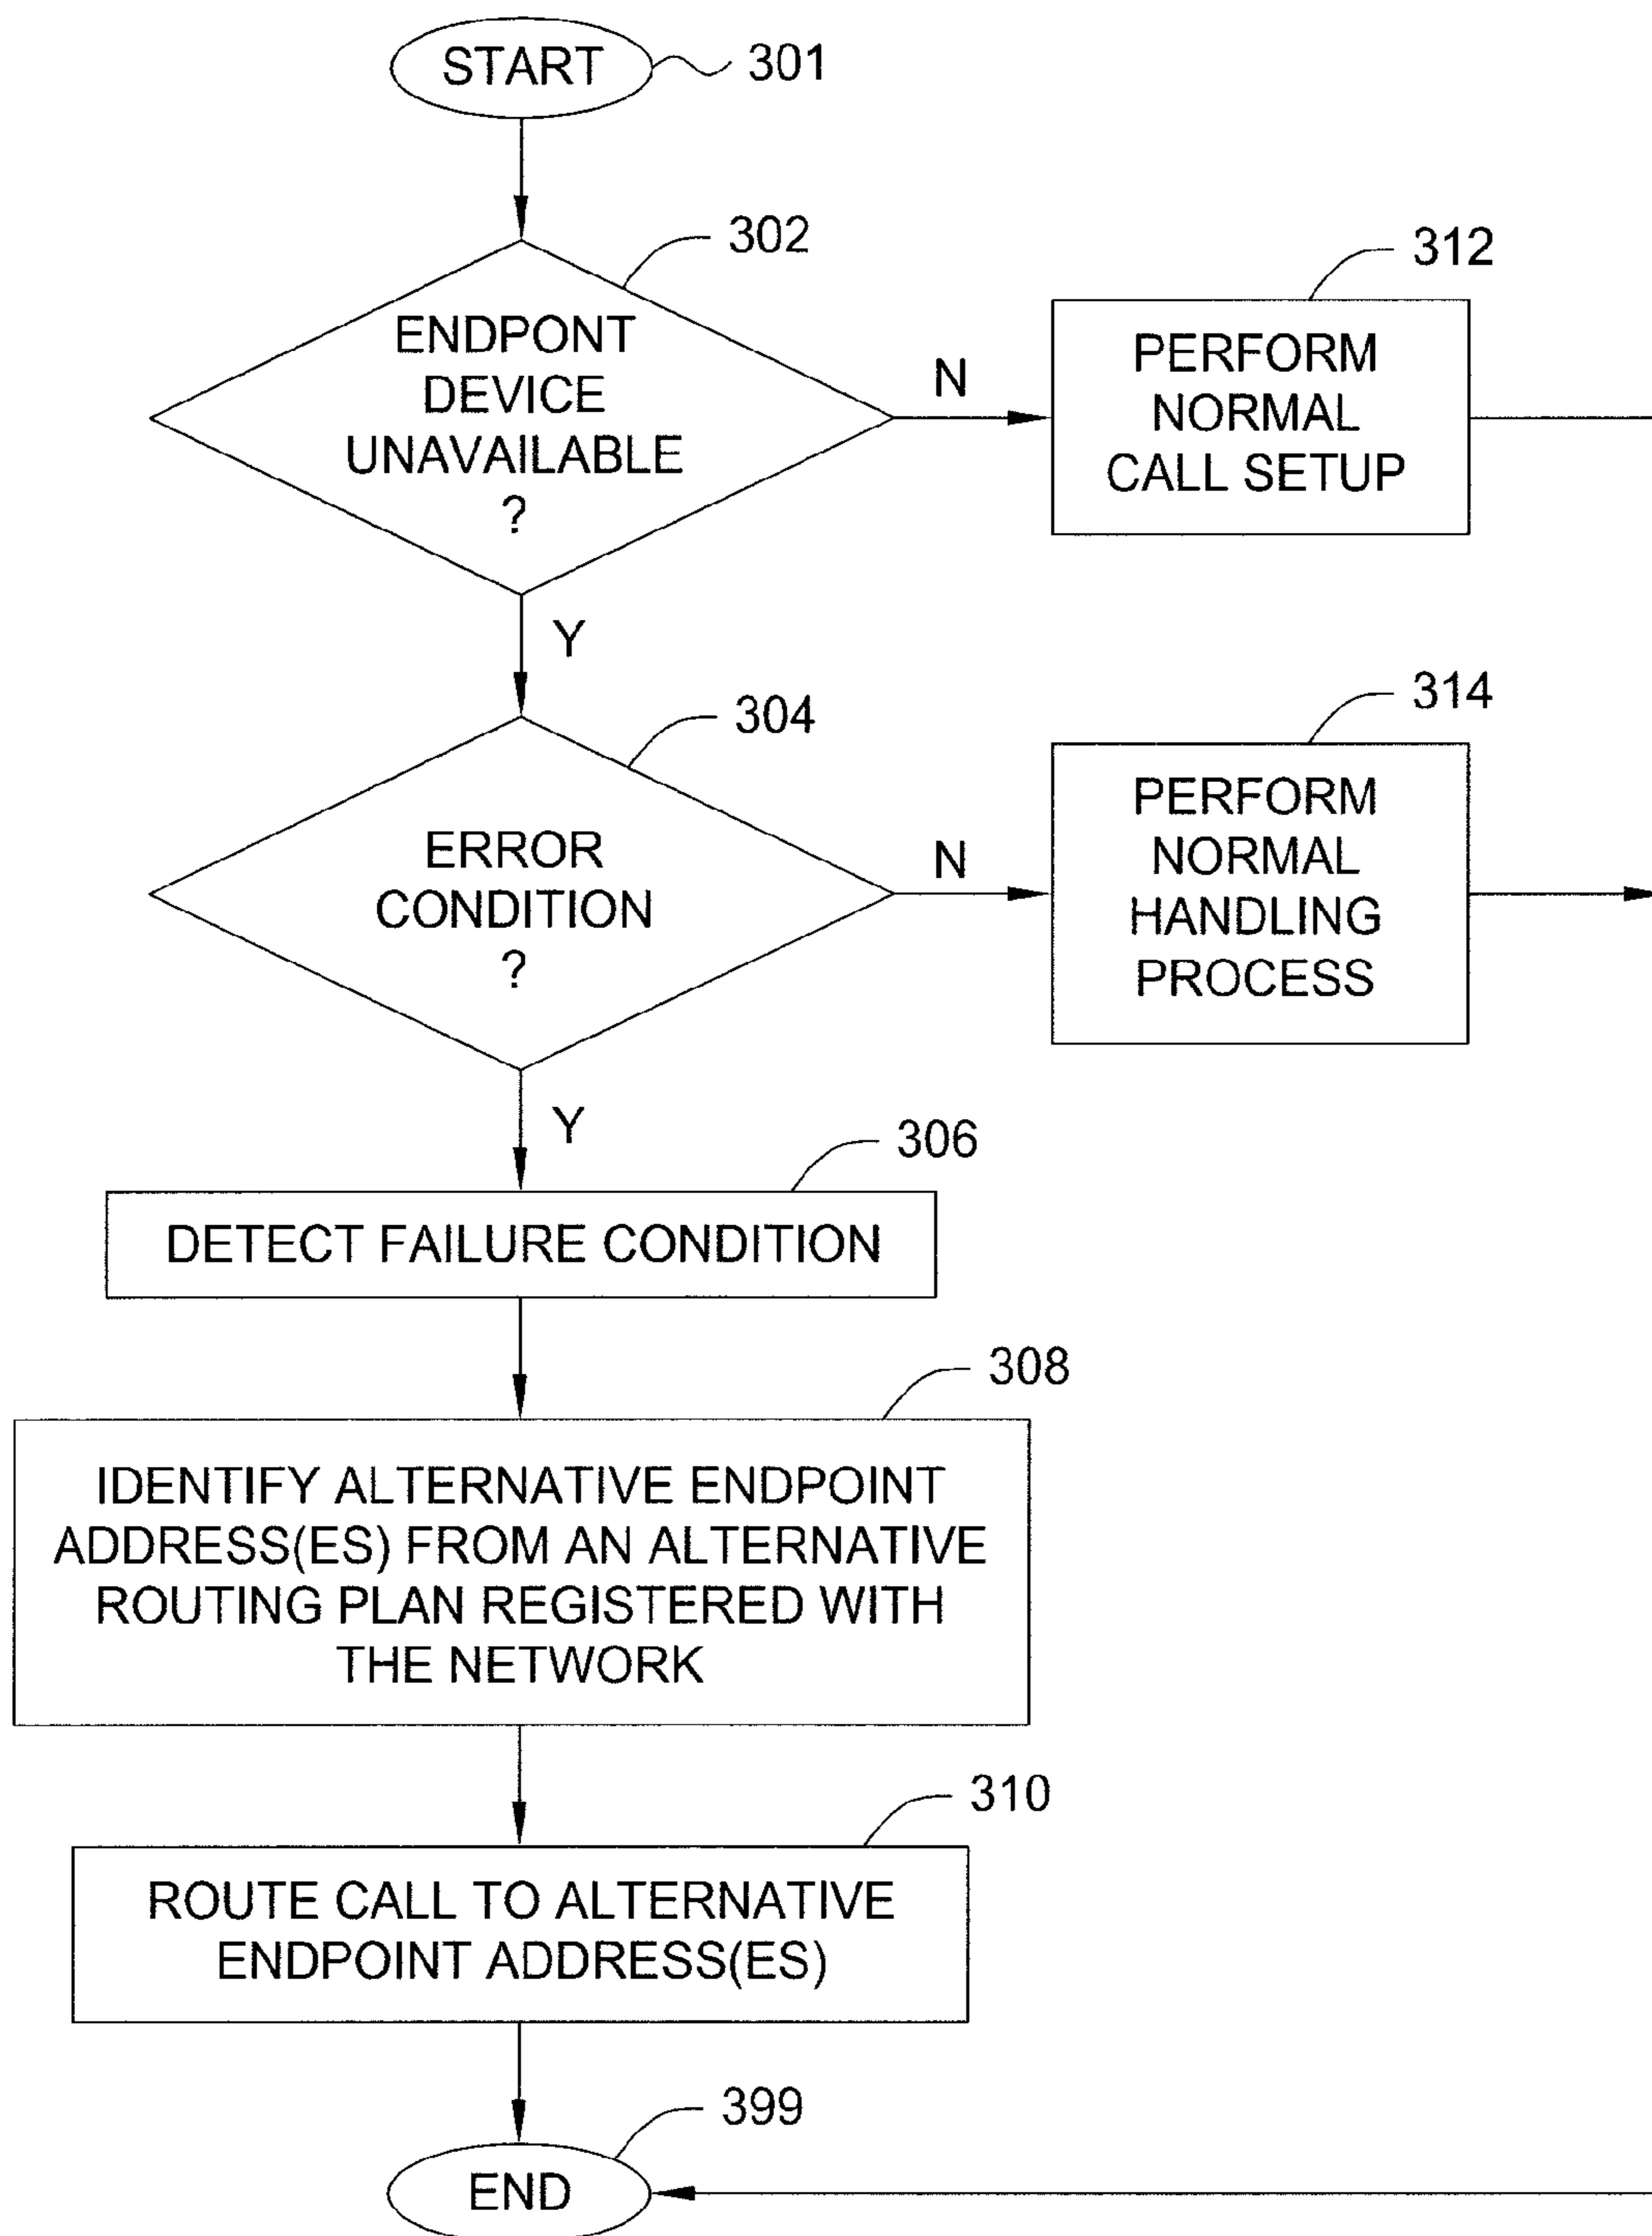 START
301
302
ENDPONT
DEVICE
UNAVAILABLE
?
N
312
PERFORM
NORMAL
CALL SETUP
Y
304
ERROR
CONDITION
?
N
314
PERFORM
NORMAL
HANDLING
PROCESS
Y
306
DETECT FAILURE CONDITION
308
IDENTIFY ALTERNATIVE ENDPOINT
ADDRESS(ES) FROM AN ALTERNATIVE
ROUTING PLAN REGISTERED WITH
THE NETWORK
310
ROUTE CALL TO ALTERNATIVE
ENDPOINT ADDRESS(ES)
399
END